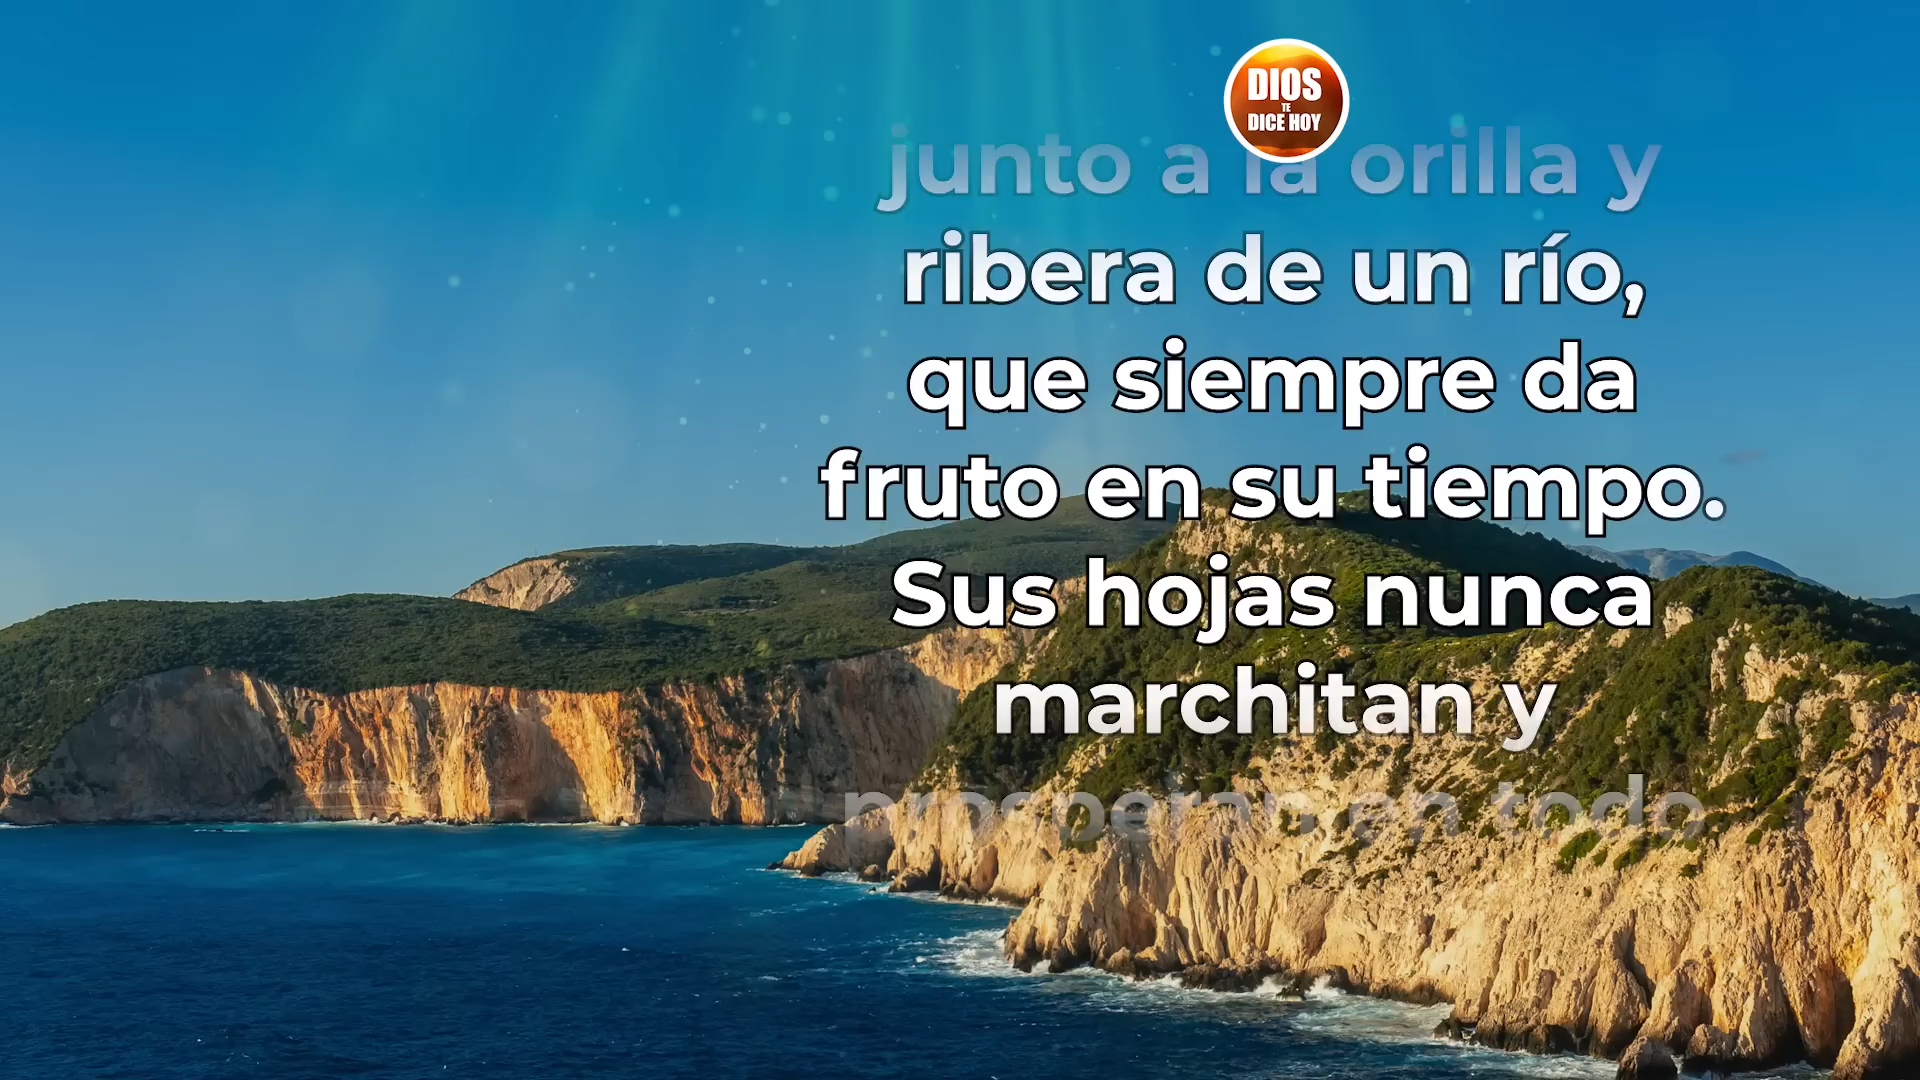 DIOS
TE
DICE HOY
junto a la orilla y
ribera de un río,
que siempre da
fruto en su tiempo.
Sus hojas nunca
marchitan y
prosperan en todo